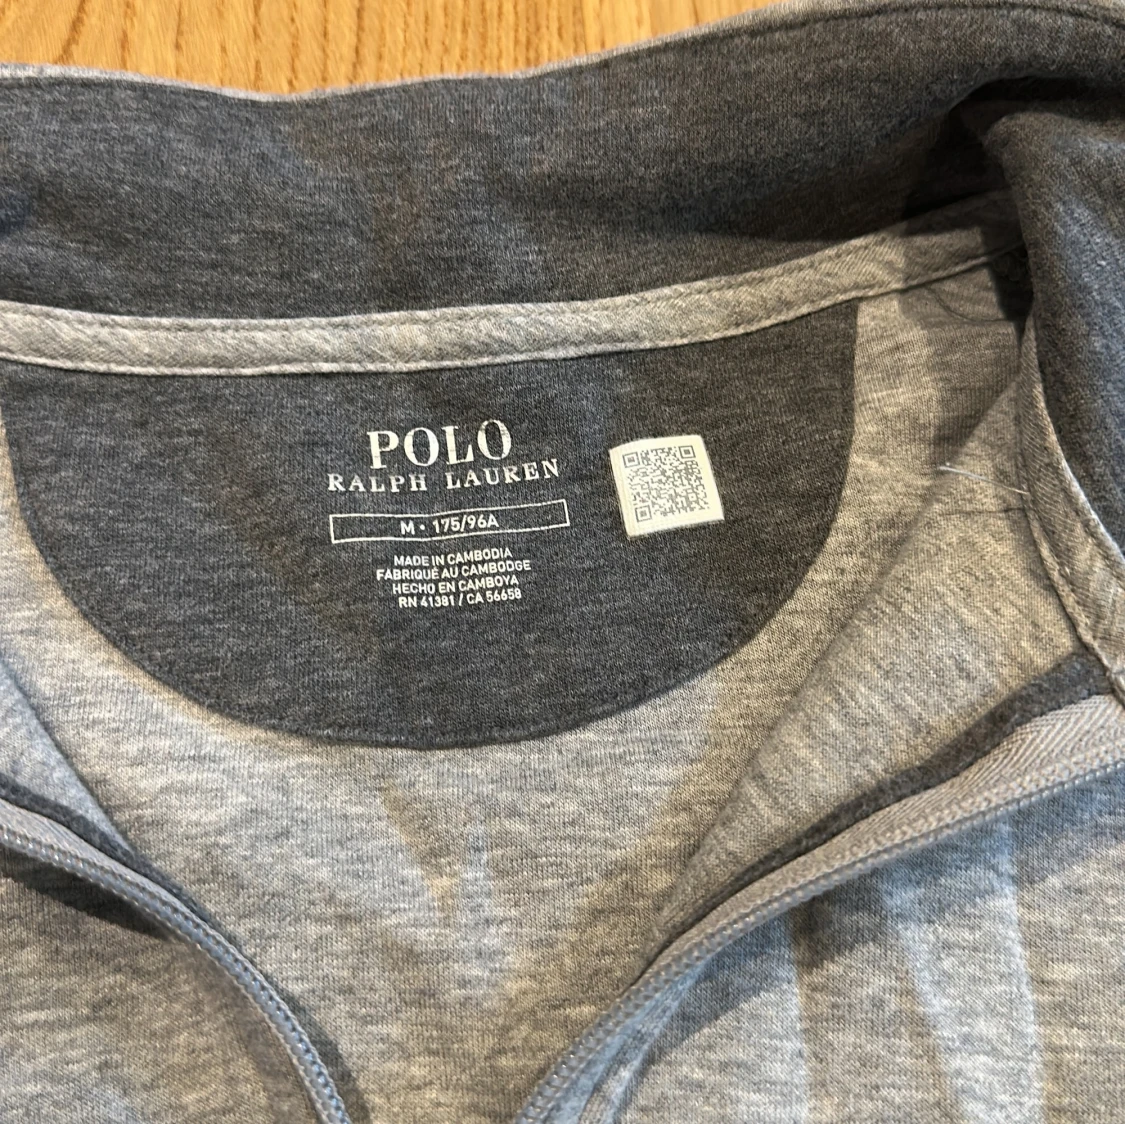 POLO
RALPH LAUREN
M • 175/96A
MADE IN CAMBODIA
FABRIQUÉ AU CAMBODGE
HECHO EN CAMBOYA
RN 41381 / CA 56658